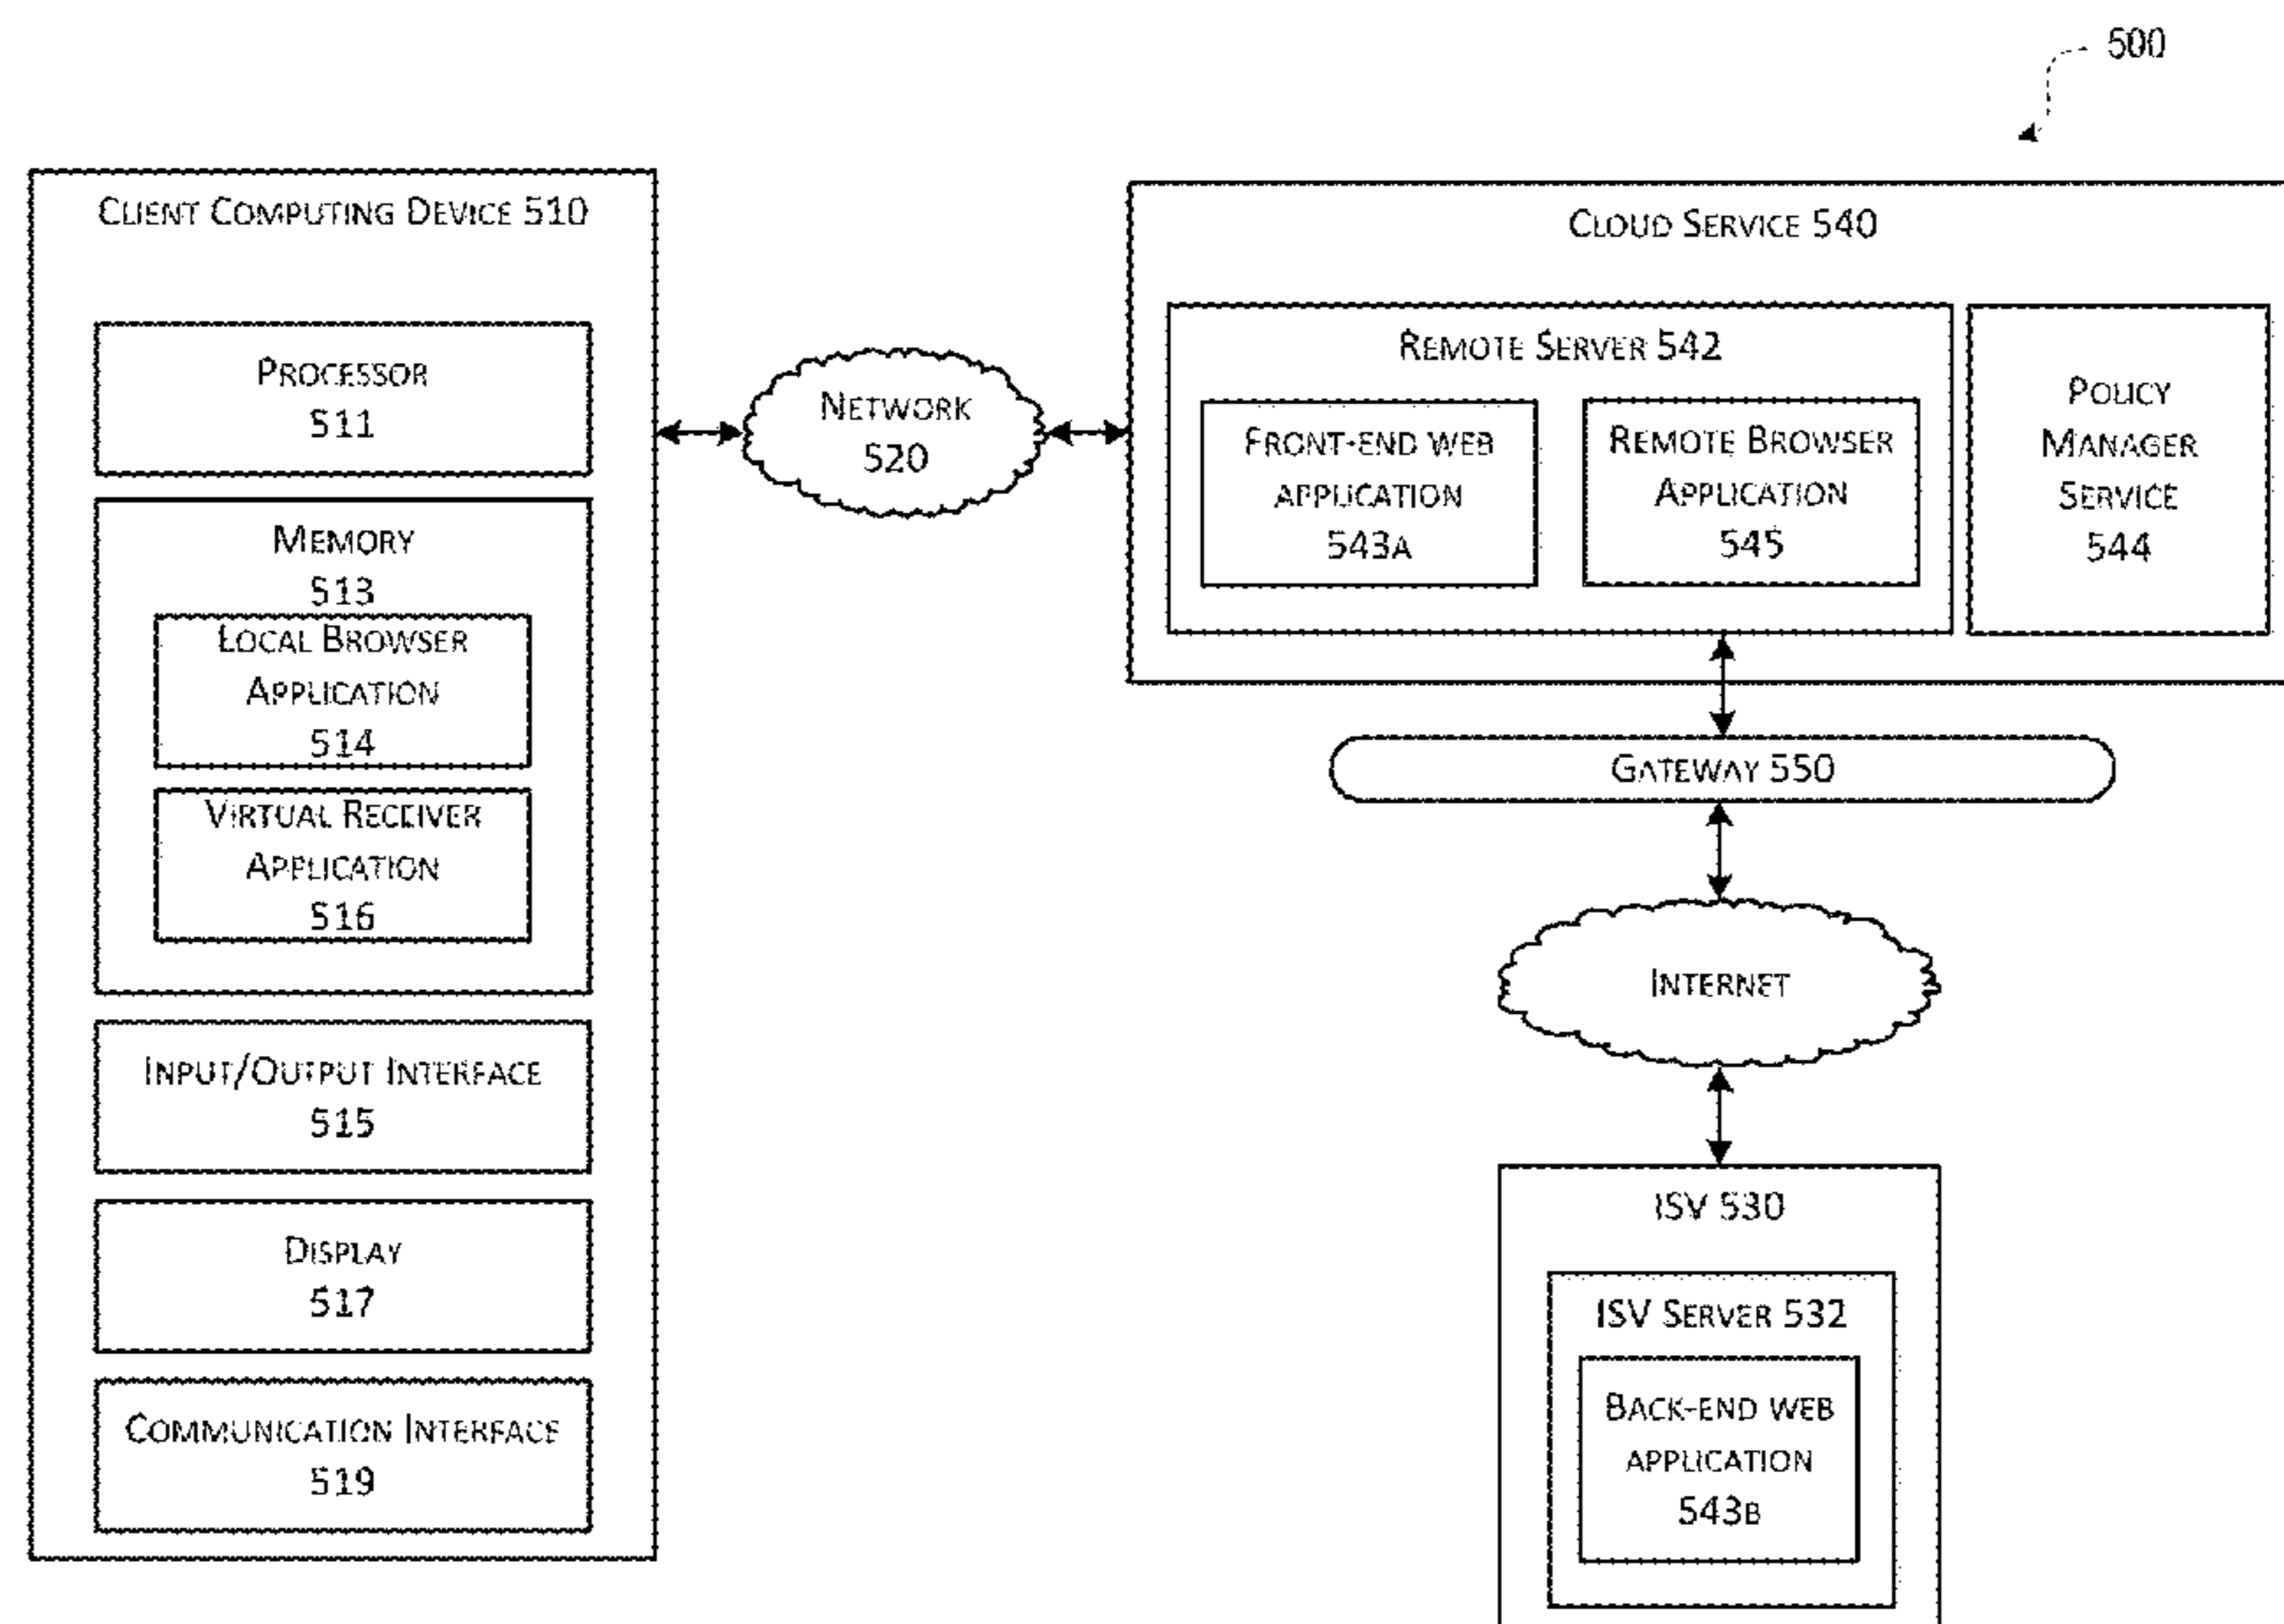 500
CLIENT COMPUTING DEVICE 510
PROCESSOR
511
MEMORY
513
LOCAL BROWSER
APPLICATION
514
VIRTUAL RECEIVER
APPLICATION
516
INPUT/OUTPUT INTERFACE
515
DISPLAY
517
COMMUNICATION INTERFACE
519
NETWORK
520
CLOUD SERVICE 540
REMOTE SERVER 542
FRONT-END WEB
APPLICATION
543A
REMOTE BROWSER
APPLICATION
545
POLICY
MANAGER
SERVICE
544
GATEWAY 550
INTERNET
ISV 530
ISV SERVER 532
BACK-END WEB
APPLICATION
543B